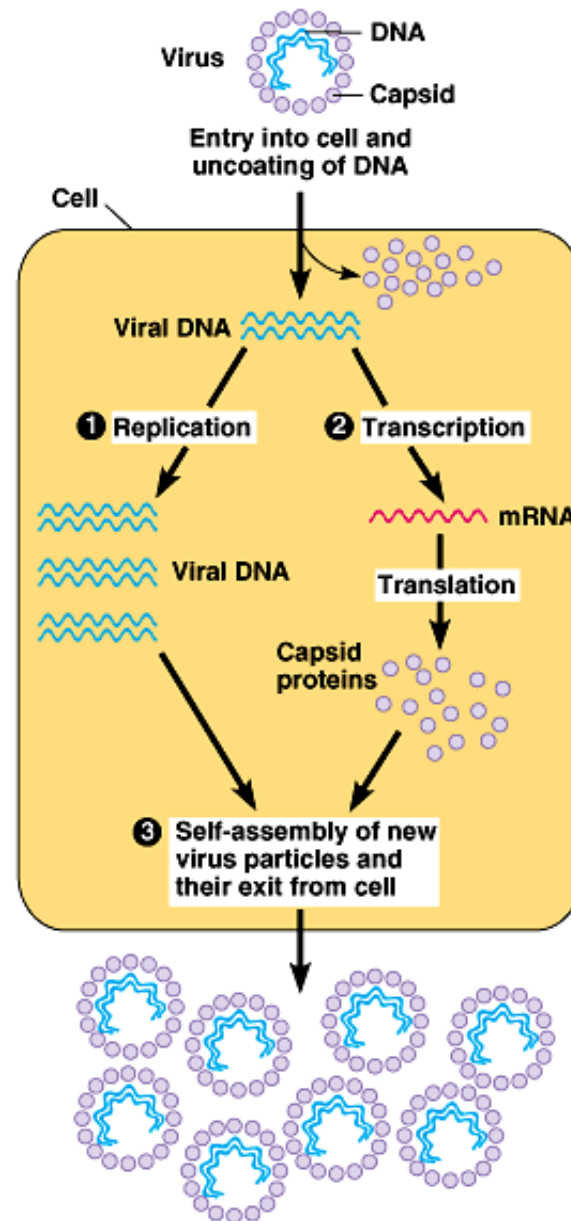 DNA
Virus
Capsid
Entry into cell and
uncoating of DNA
Cell
Viral DNA
1 Replication
2 Transcription
mRNA
Viral DNA
Translation
Capsid
proteins
3 Self-assembly of new
virus particles and
their exit from cell